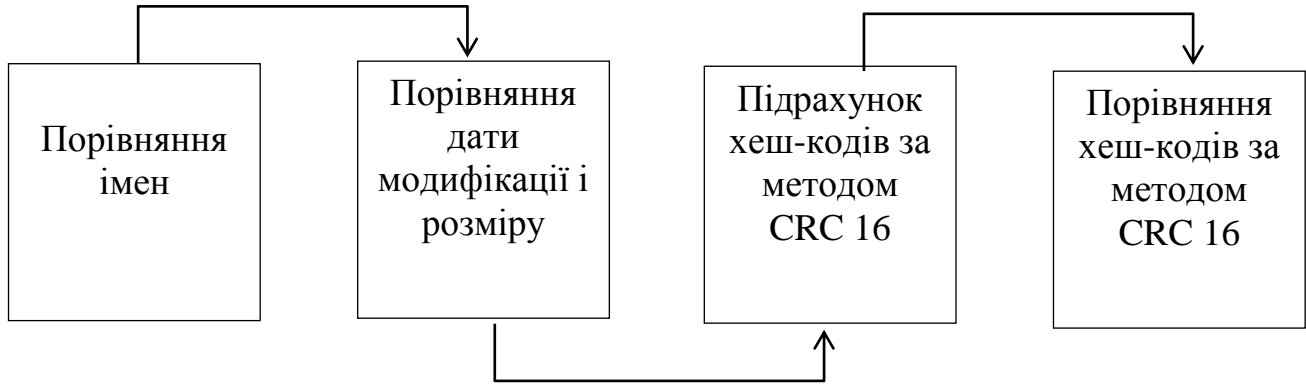 Порівняння
імен
Порівняння
дати
модифікації і
розміру
Підрахунок
хеш-кодів за
методом
CRC 16
Порівняння
хеш-кодів за
методом
CRC 16